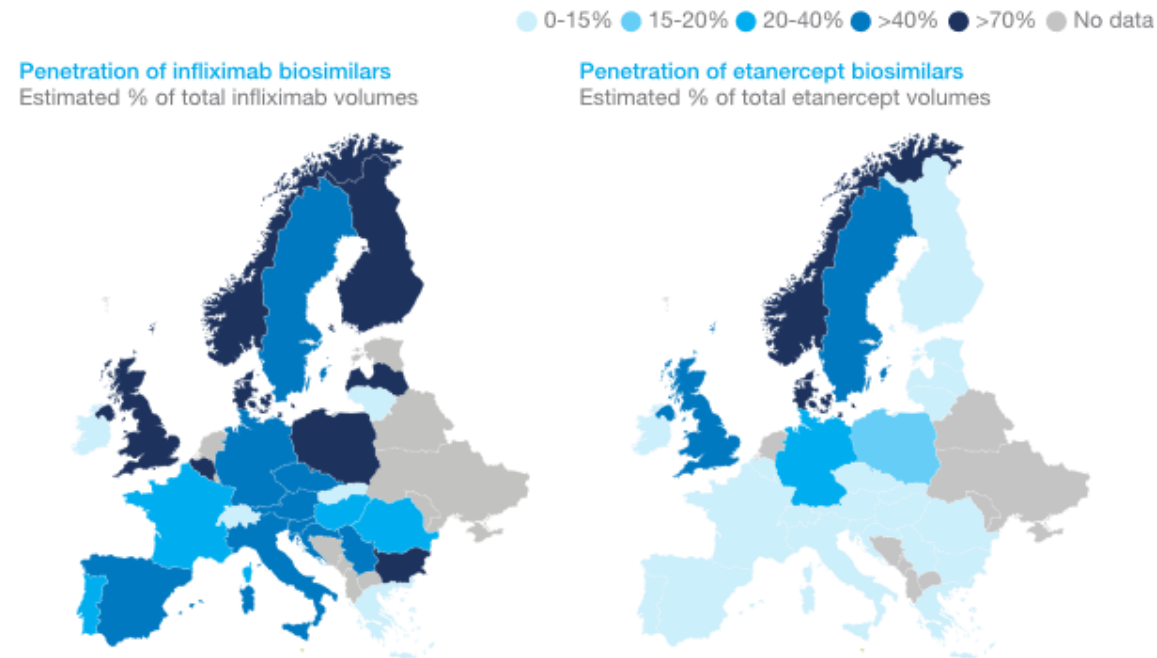 0-15% 15-20% 20-40% >40% >70% No data
Penetration of infliximab biosimilars
Estimated % of total infliximab volumes
Penetration of etanercept biosimilars
Estimated % of total etanercept volumes